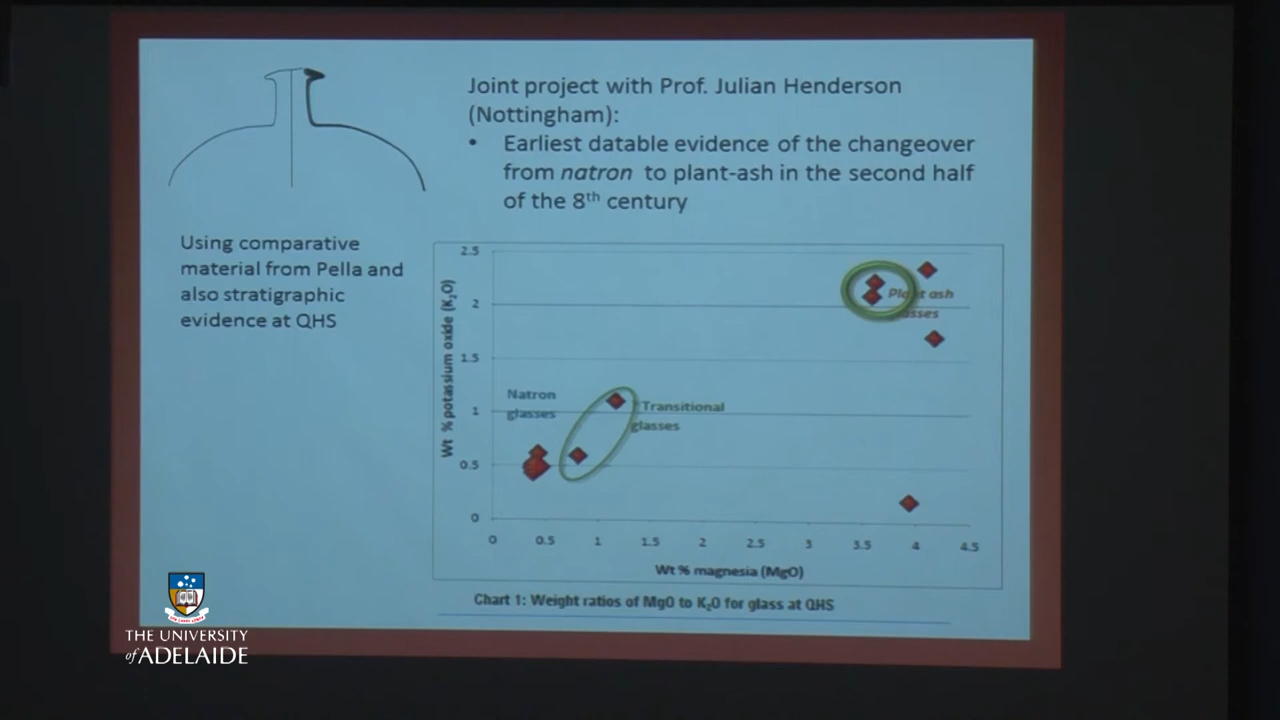 Joint project with Prof. Julian Henderson
(Nottingham):
• Earliest datable evidence of the changeover
from natron to plant-ash in the second half
of the 8th century
Using comparative
material from Pella and
also stratigraphic
evidence at QHS
Wt % potassium oxide (K2O)
2.5
2
1.5
1
0.5
0
Natron
glasses
Transitional
glasses
Plant ash
glasses
0 0.5 1 1.5 2 2.5 3 3.5 4 4.5
Wt % magnesia (MgO)
Chart 1: Weight ratios of MgO to K2O for glass at QHS
THE UNIVERSITY
of ADELAIDE